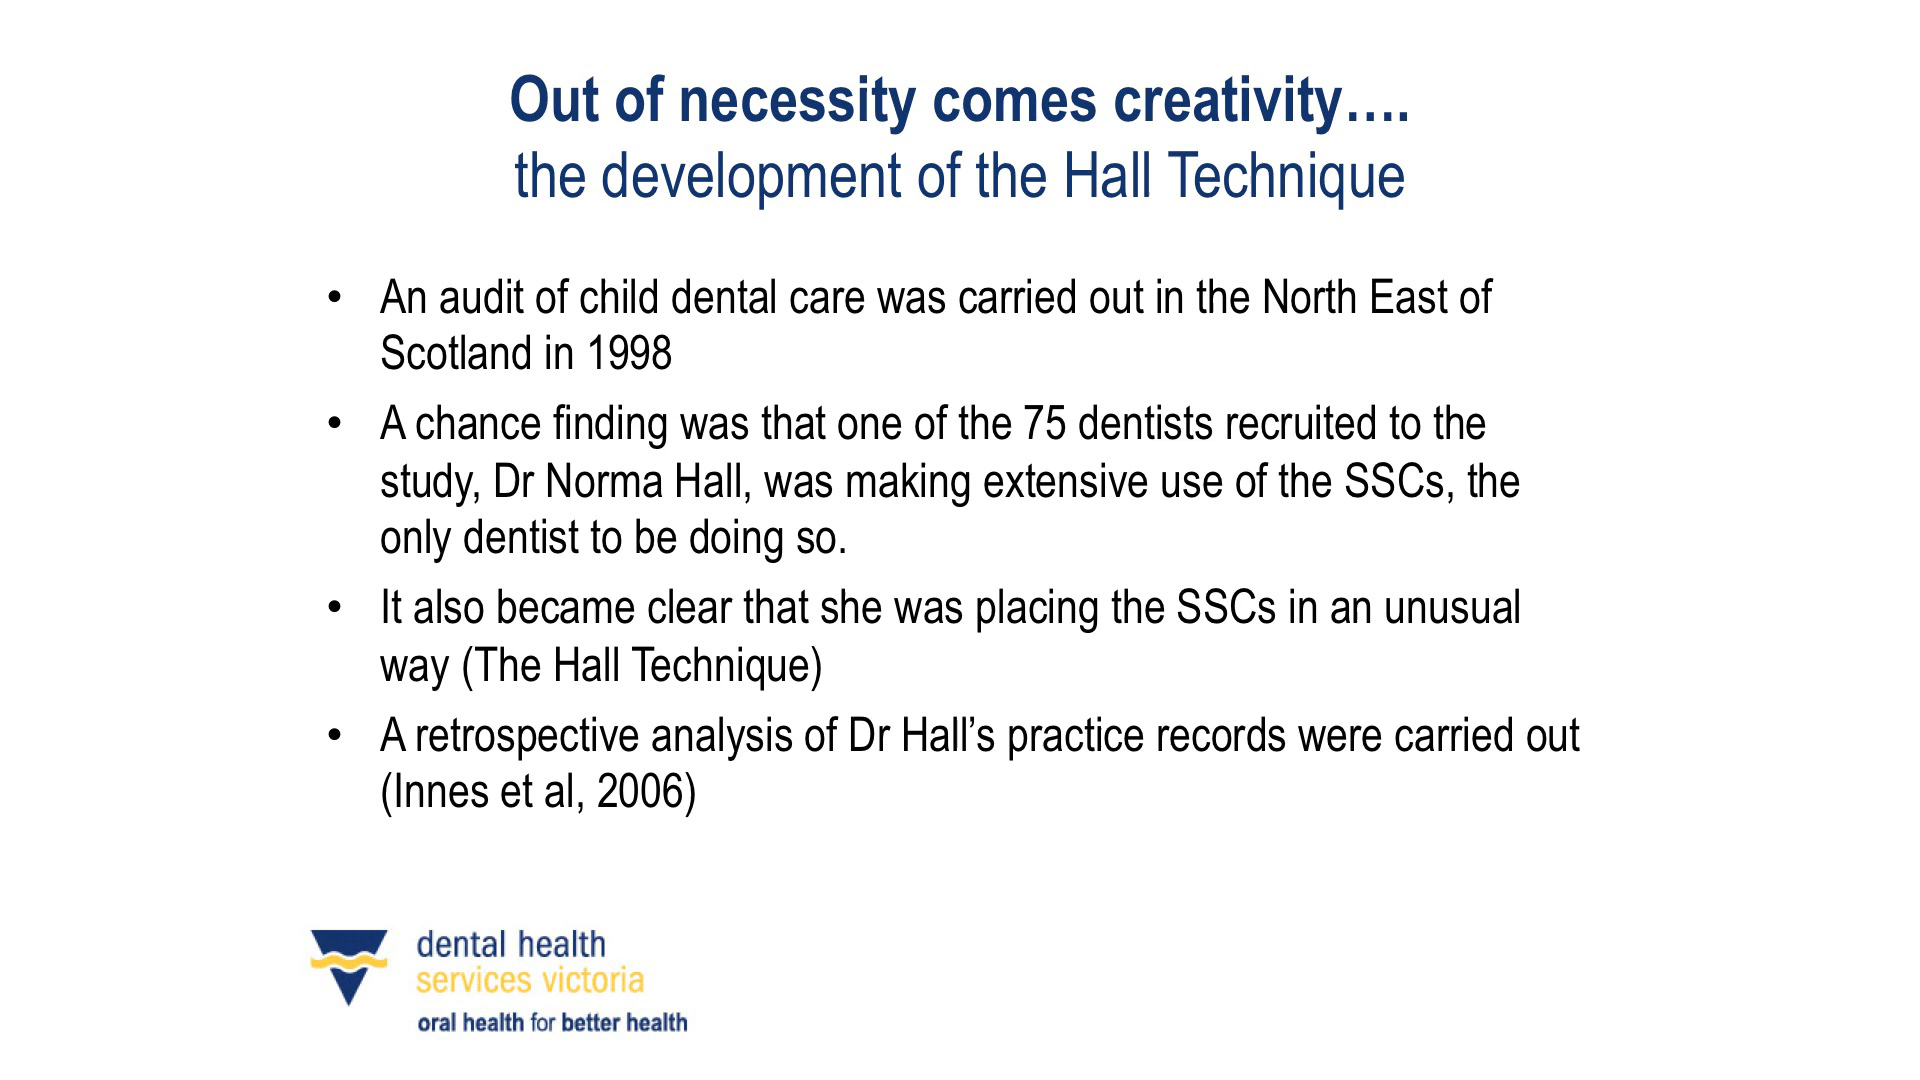 Out of necessity comes creativity….
the development of the Hall Technique
• An audit of child dental care was carried out in the North East of
Scotland in 1998
• A chance finding was that one of the 75 dentists recruited to the
study, Dr Norma Hall, was making extensive use of the SSCs, the
only dentist to be doing so.
• It also became clear that she was placing the SSCs in an unusual
way (The Hall Technique)
• A retrospective analysis of Dr Hall’s practice records were carried out
(Innes et al, 2006)
dental health
services victoria
oral health for better health